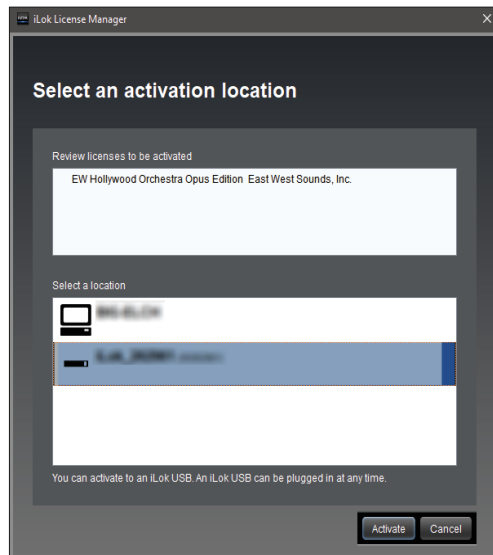 iLok License Manager
Select an activation location
Review licenses to be activated
EW Hollywood Orchestra Opus Edition East West Sounds, Inc.
Select a location
You can activate to an iLok USB. An iLok USB can be plugged in at any time.
Activate Cancel